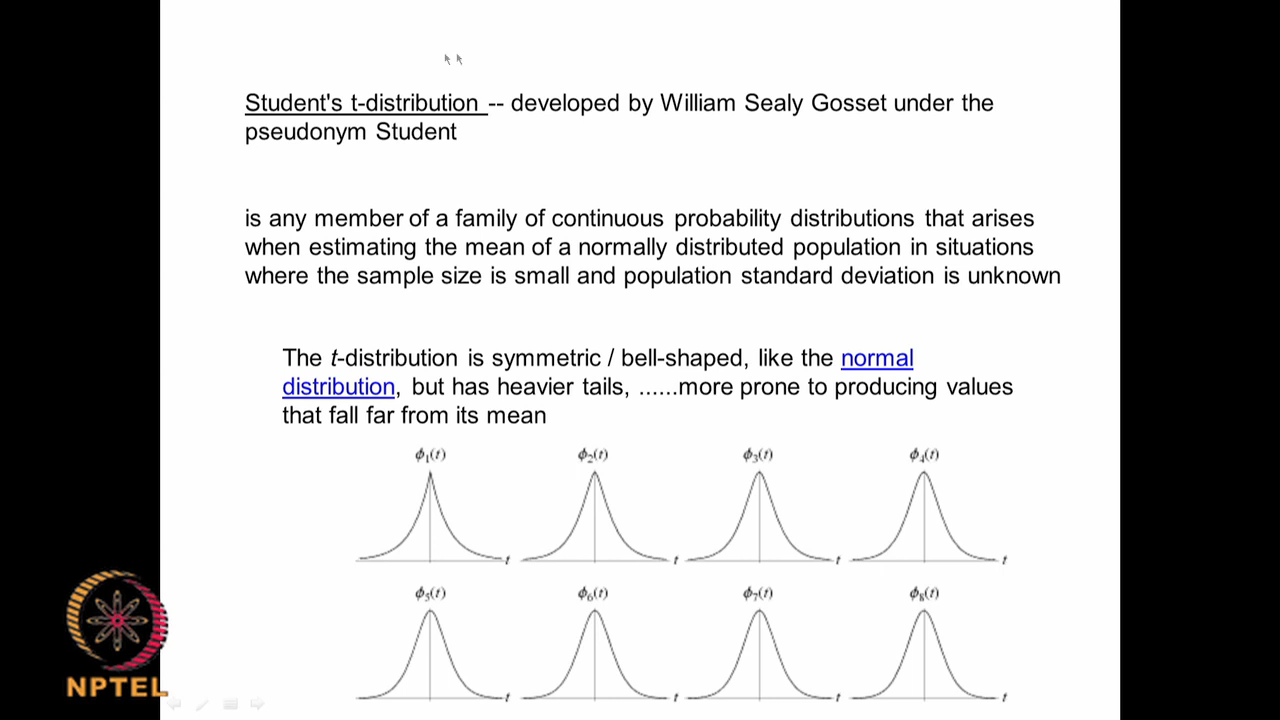 Student's t-distribution -- developed by William Sealy Gosset under the
pseudonym Student
is any member of a family of continuous probability distributions that arises
when estimating the mean of a normally distributed population in situations
where the sample size is small and population standard deviation is unknown
The t-distribution is symmetric / bell-shaped, like the normal
distribution, but has heavier tails, ......more prone to producing values
that fall far from its mean
ϕ₁(t) ϕ₂(t) ϕ₃(t) ϕ₄(t)
t t t t
ϕ₅(t) ϕ₆(t) ϕ₇(t) ϕ₈(t)
t t t t
NPTEL